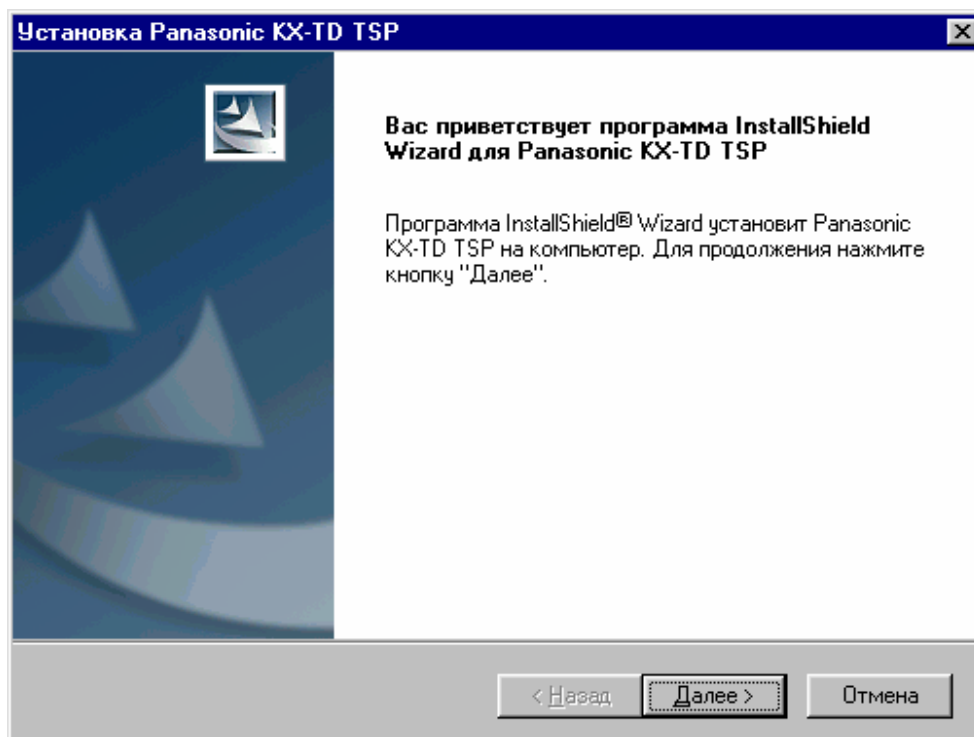 Установка Panasonic KX-TD TSP
Вас приветствует программа InstallShield
Wizard для Panasonic KX-TD TSP
Программа InstallShield® Wizard установит Panasonic
KX-TD TSP на компьютер. Для продолжения нажмите
кнопку "Далее".
< Назад
Далее >
Отмена